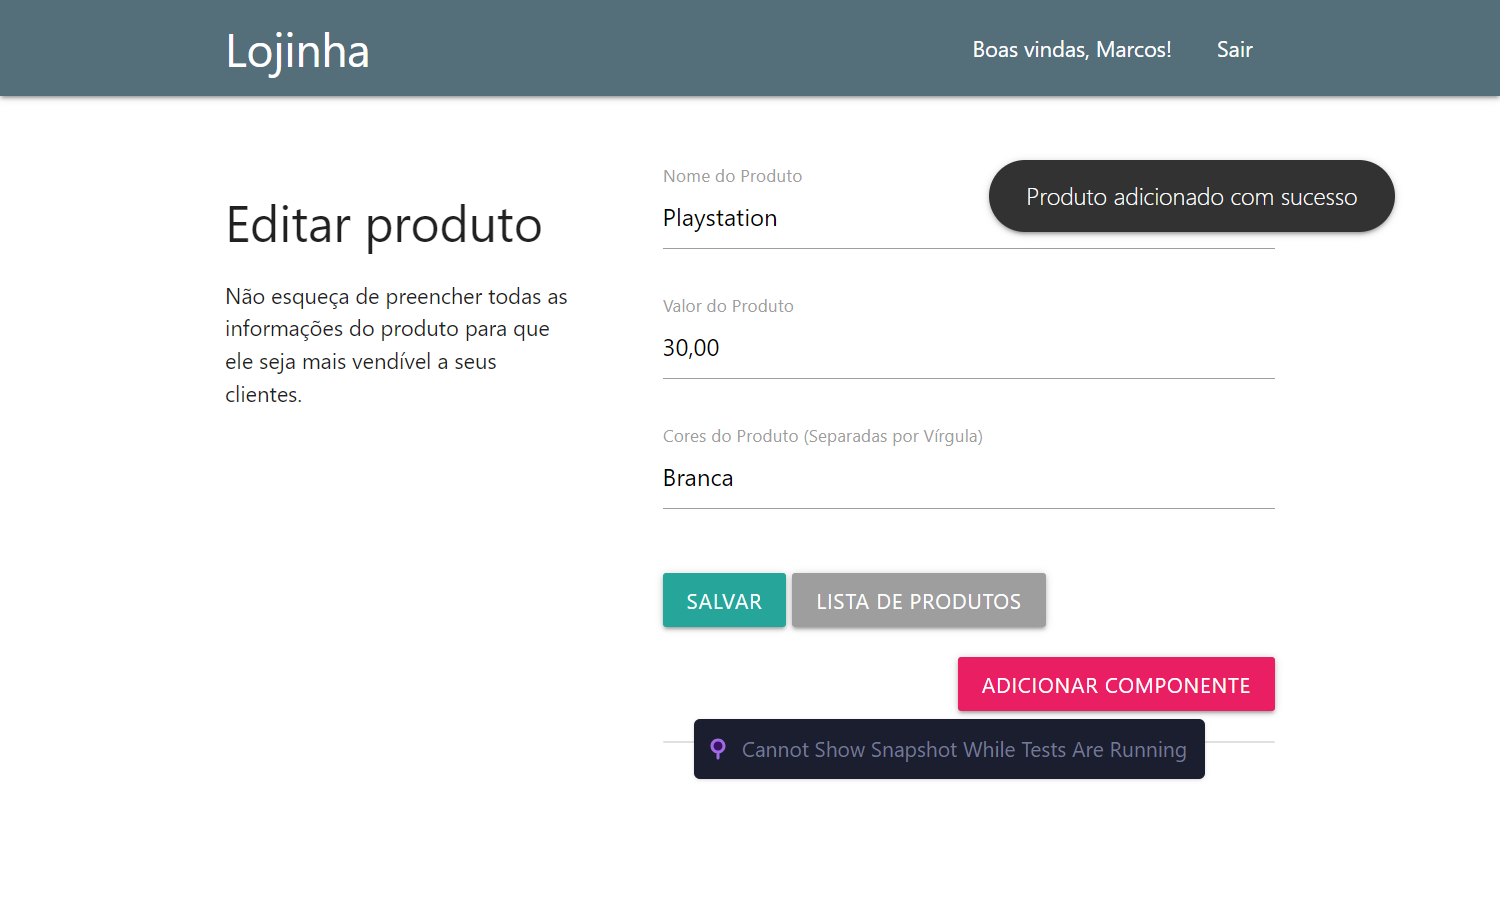 Lojinha
Boas vindas, Marcos!
Sair
Editar produto
Não esqueça de preencher todas as
informações do produto para que
ele seja mais vendível a seus
clientes.
Nome do Produto
Playstation
Produto adicionado com sucesso
Valor do Produto
30,00
Cores do Produto (Separadas por Vírgula)
Branca
SALVAR
LISTA DE PRODUTOS
ADICIONAR COMPONENTE
Cannot Show Snapshot While Tests Are Running